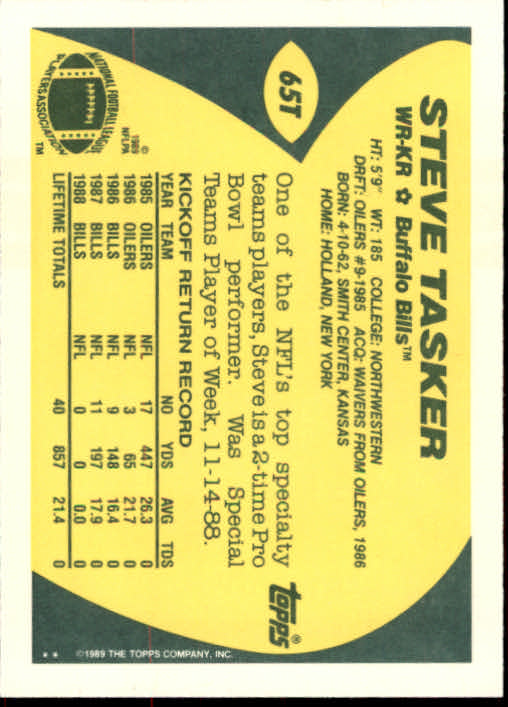 65T
STEVE TASKER
WR-KR ✩ Buffalo Bills™
HT: 5'9" WT: 185 COLLEGE: NORTHWESTERN
DRFT: OILERS #9-1985 ACQ: WAIVERS FROM OILERS, 1986
BORN: 4-10-62, SMITH CENTER, KANSAS
HOME: HOLLAND, NEW YORK
One of the NFL's top specialty
teams players, Steve is a 2-time Pro
Bowl performer. Was Special
Teams Player of Week, 11-14-88.
KICKOFF RETURN RECORD
YEAR TEAM NO YDS AVG TDS
1985 OILERS NFL 17 447 26.3 0
1986 OILERS NFL 3 65 21.7 0
1986 BILLS NFL 9 148 16.4 0
1987 BILLS NFL 11 197 17.9 0
1988 BILLS NFL 0 0 0.0 0
LIFETIME TOTALS 40 857 21.4 0
NATIONAL FOOTBALL LEAGUE
PLAYERS ASSOCIATION
™
©
1989
NFLPA
TOPPS®
** ©1989 THE TOPPS COMPANY, INC.